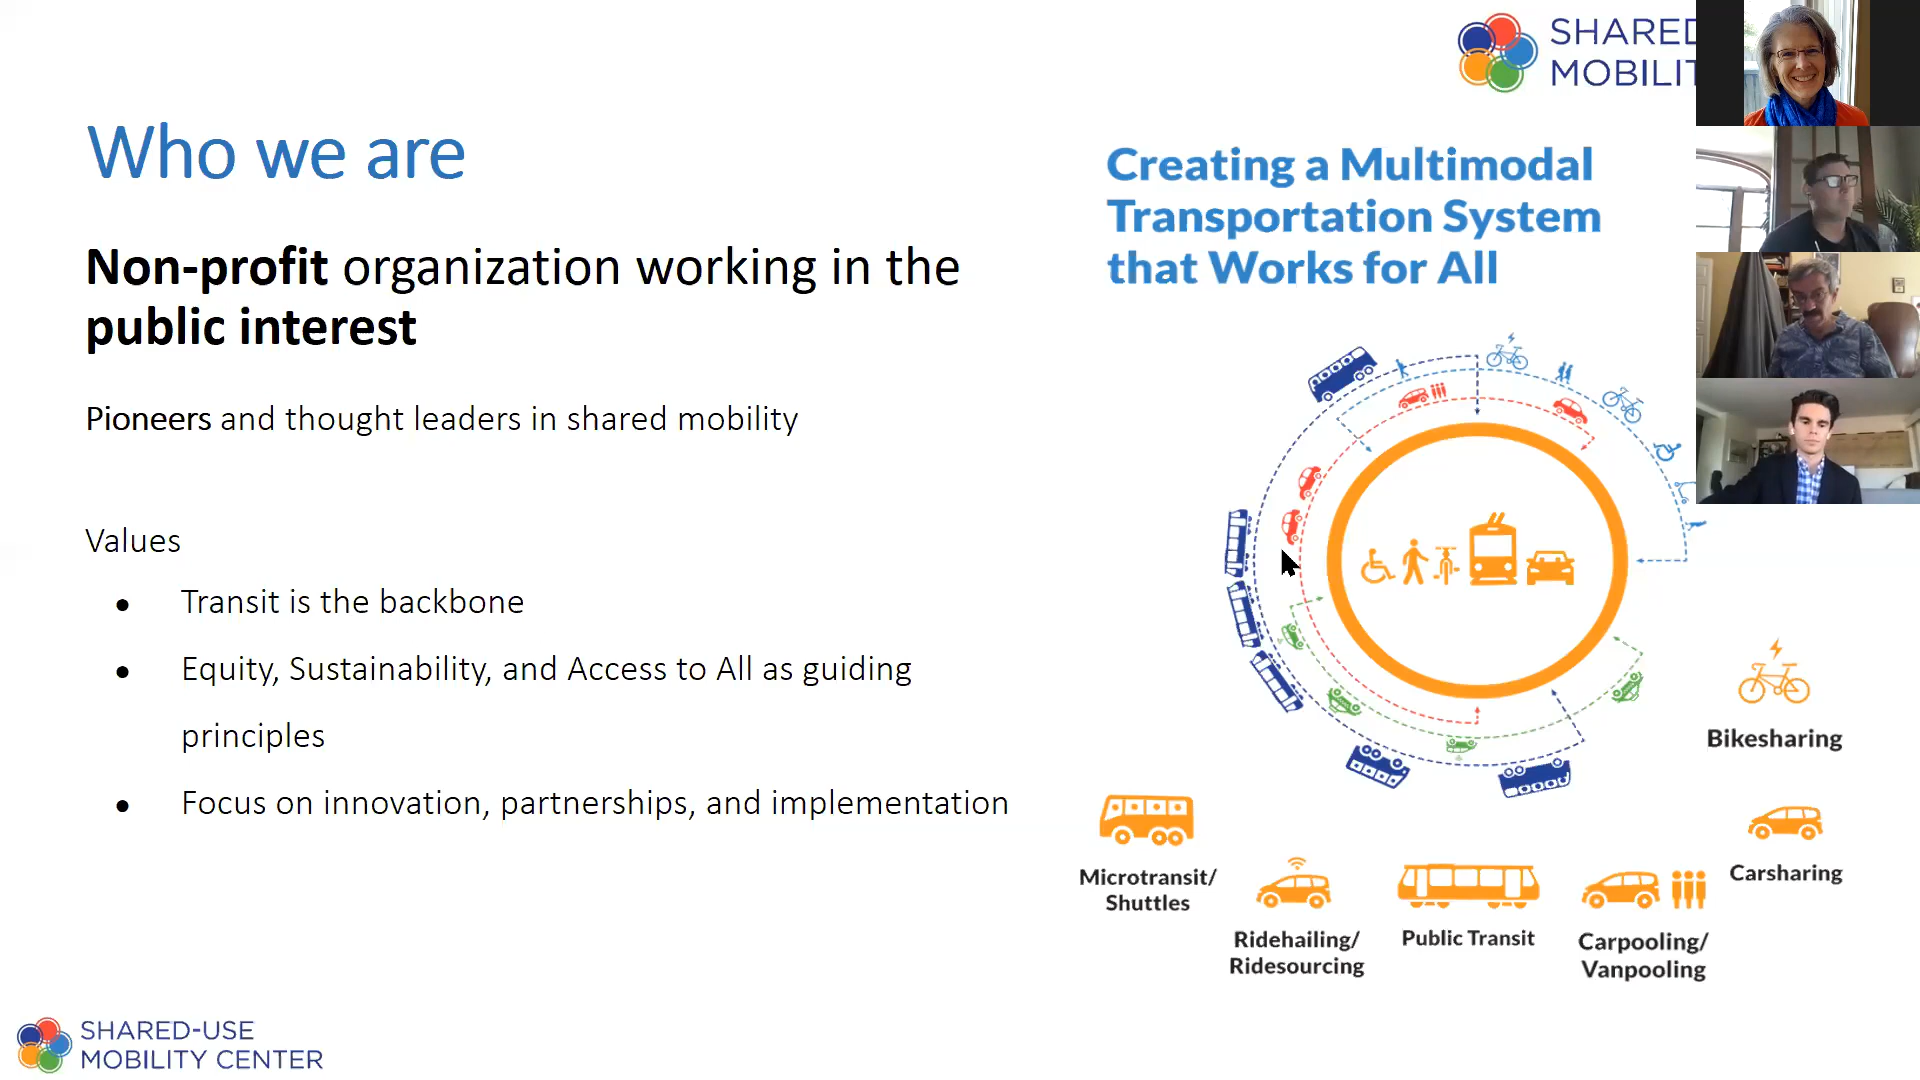 Who we are
Non-profit organization working in the
public interest
Pioneers and thought leaders in shared mobility
Values
● Transit is the backbone
● Equity, Sustainability, and Access to All as guiding
principles
● Focus on innovation, partnerships, and implementation
SHARED-USE
MOBILITY CENTER
SHARED
MOBILIT
Creating a Multimodal
Transportation System
that Works for All
Bikesharing
Carsharing
Microtransit/
Shuttles
Ridehailing/
Ridesourcing
Public Transit
Carpooling/
Vanpooling